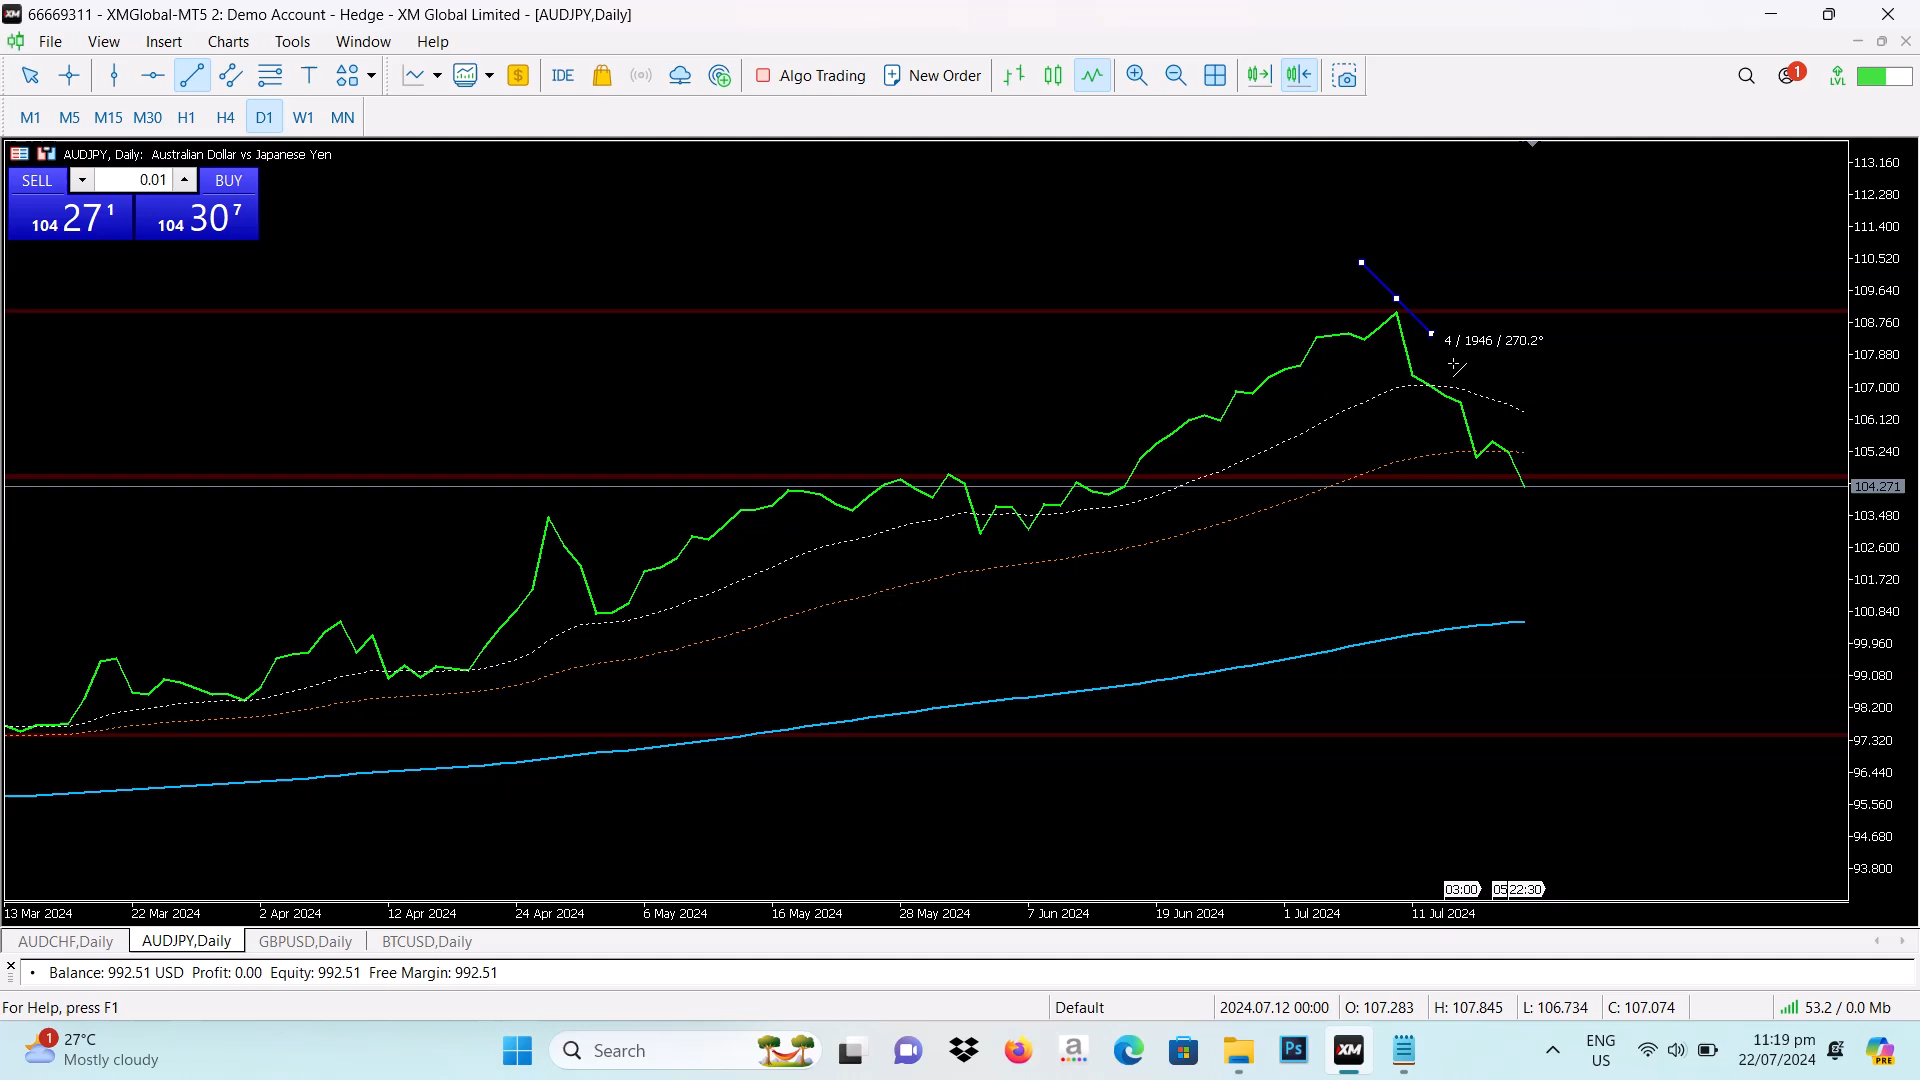 66669311 - XMGlobal-MT5 2: Demo Account - Hedge - XM Global Limited - [AUDJPY,Daily]
File View Insert Charts Tools Window Help
T $ IDE Algo Trading New Order 1 LVL
M1 M5 M15 M30 H1 H4 D1 W1 MN
AUDJPY, Daily: Australian Dollar vs Japanese Yen
SELL 0.01 BUY
104 27 1 104 30 7
113.160
112.280
111.400
110.520
109.640
108.760
4 / 1946 / 270.2°
107.880
107.000
106.120
105.240
104.271
103.480
102.600
101.720
100.840
99.960
99.080
98.200
97.320
96.440
95.560
94.680
93.800
03:00 05 22:30
13 Mar 2024 22 Mar 2024 2 Apr 2024 12 Apr 2024 24 Apr 2024 6 May 2024 16 May 2024 28 May 2024 7 Jun 2024 19 Jun 2024 1 Jul 2024 11 Jul 2024
AUDCHF,Daily AUDJPY,Daily GBPUSD,Daily BTCUSD,Daily
• Balance: 992.51 USD Profit: 0.00 Equity: 992.51 Free Margin: 992.51
For Help, press F1 Default 2024.07.12 00:00 O: 107.283 H: 107.845 L: 106.734 C: 107.074 53.2 / 0.0 Mb
1 27°C
Mostly cloudy
Search
a Ps XM
ENG
US
11:19 pm
22/07/2024
PRE